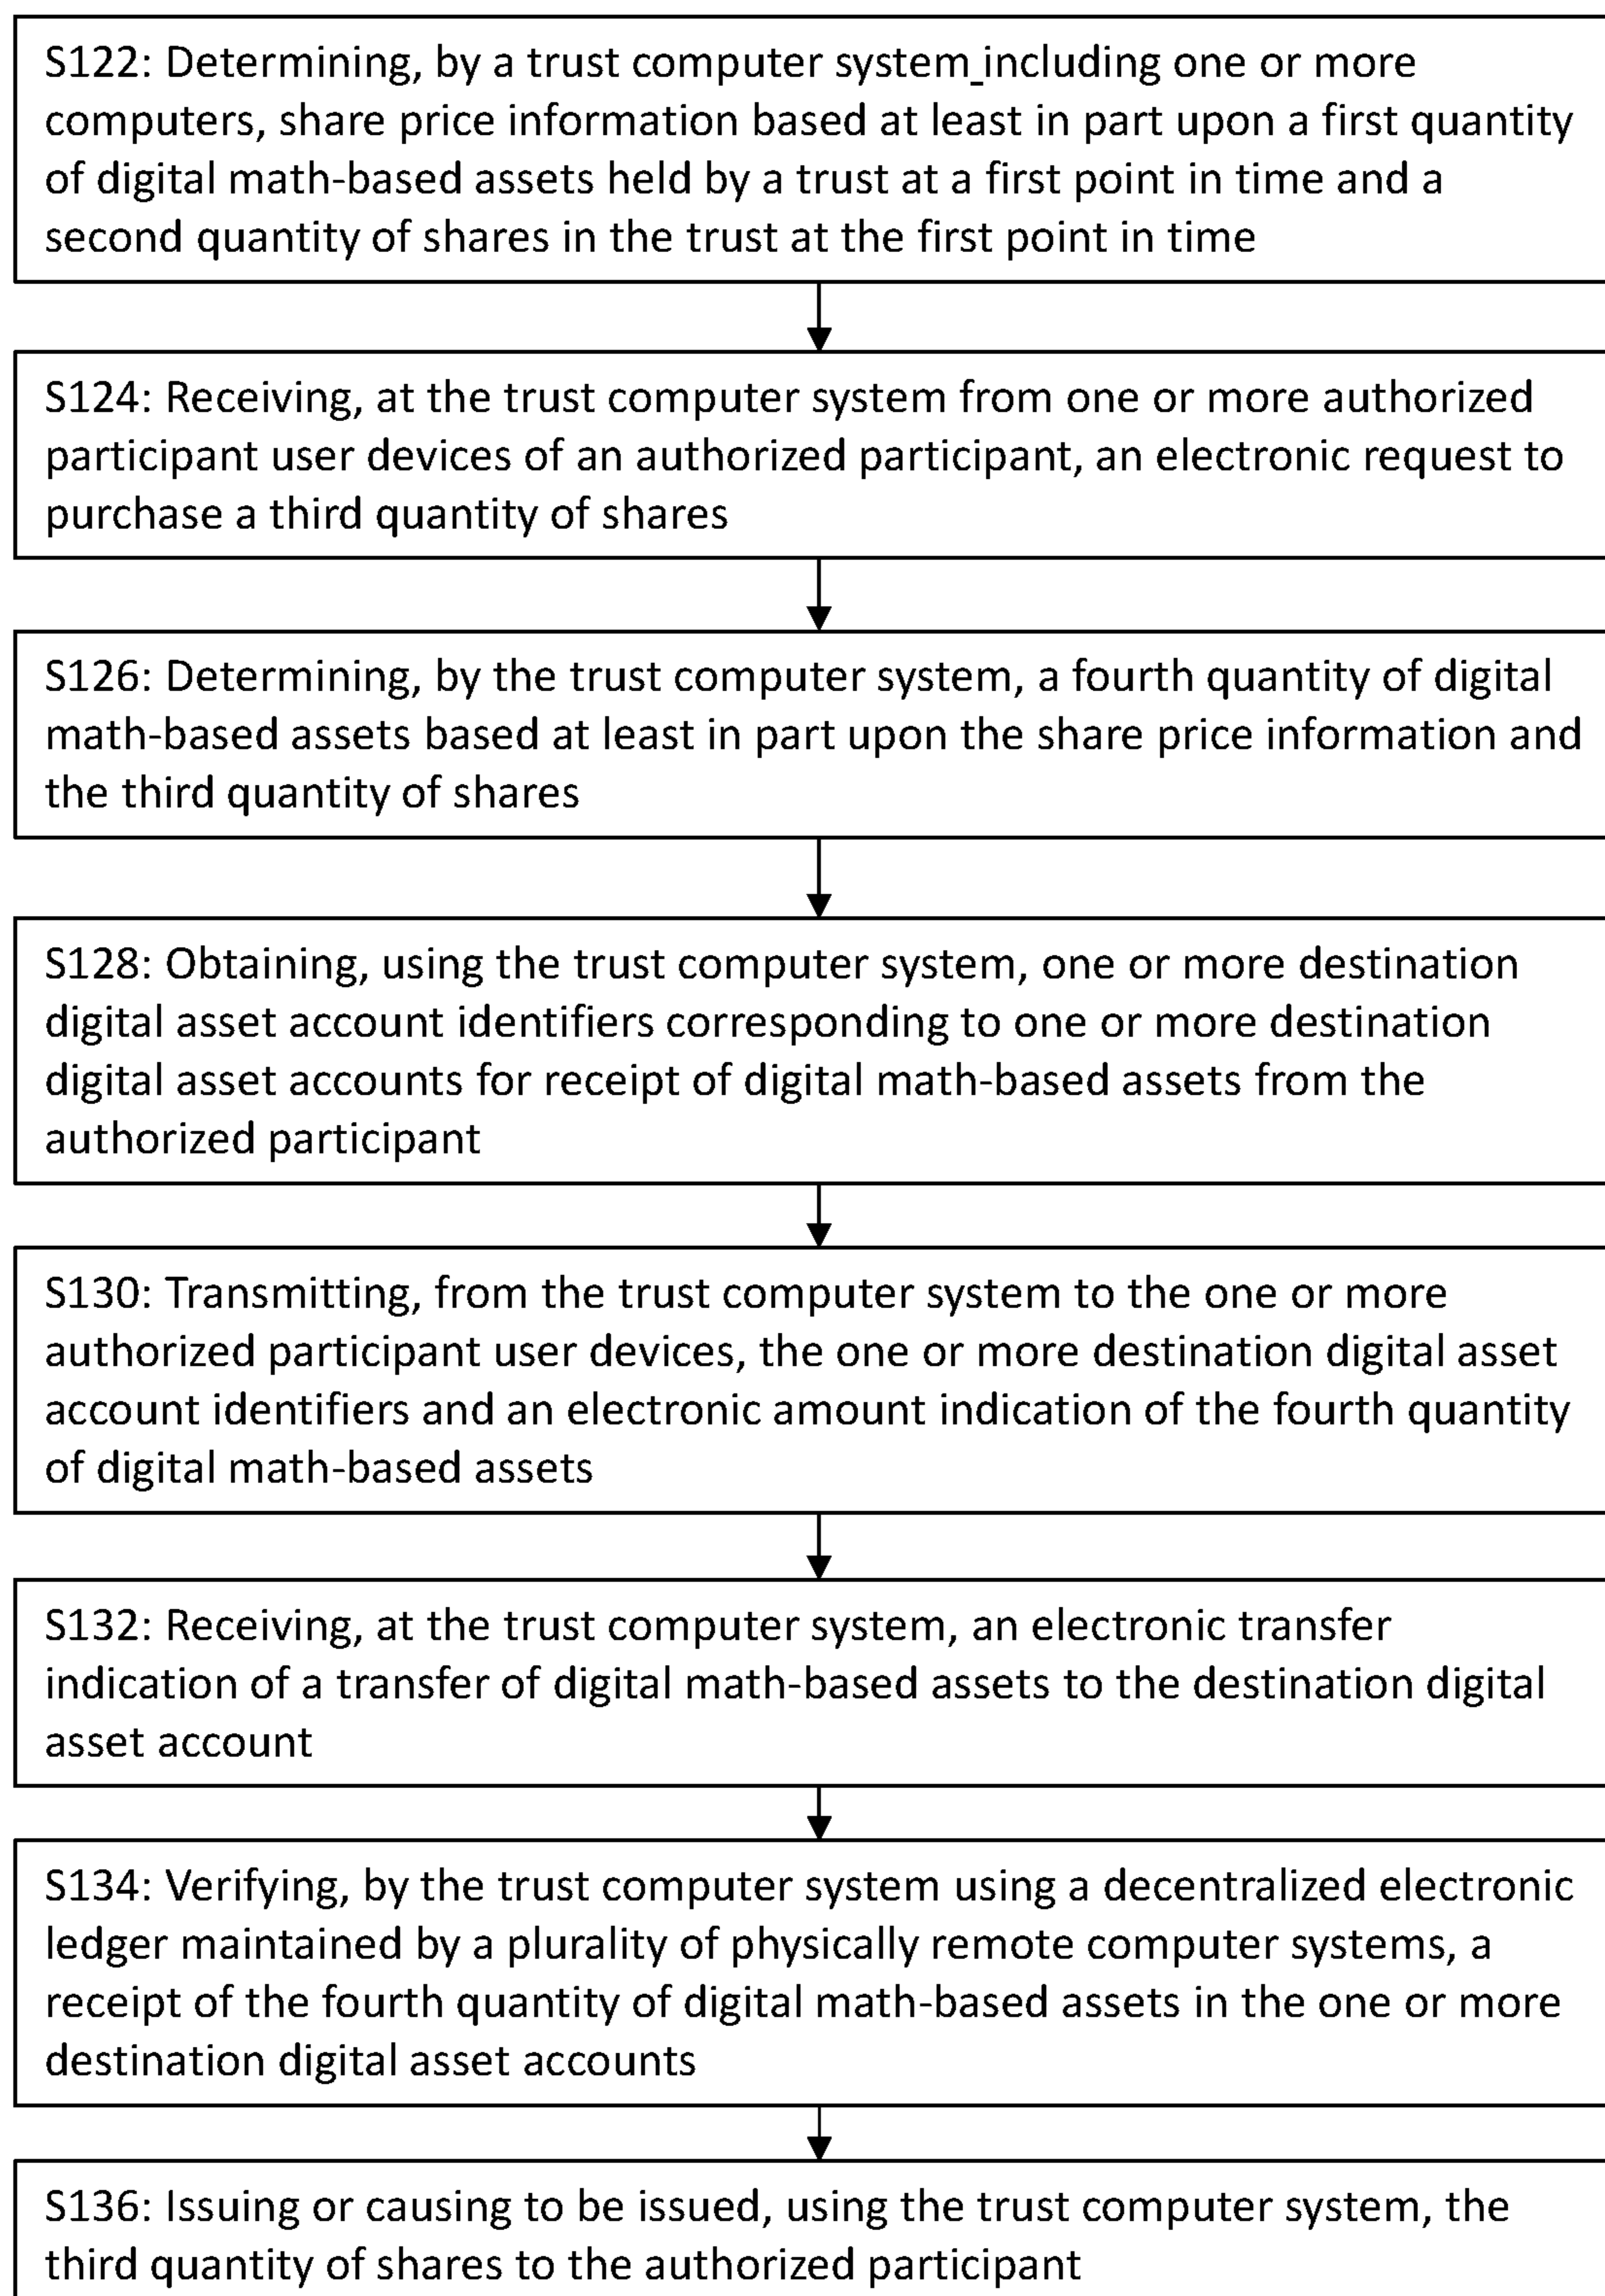 S122: Determining, by a trust computer system_including one or more
computers, share price information based at least in part upon a first quantity
of digital math-based assets held by a trust at a first point in time and a
second quantity of shares in the trust at the first point in time
S124: Receiving, at the trust computer system from one or more authorized
participant user devices of an authorized participant, an electronic request to
purchase a third quantity of shares
S126: Determining, by the trust computer system, a fourth quantity of digital
math-based assets based at least in part upon the share price information and
the third quantity of shares
S128: Obtaining, using the trust computer system, one or more destination
digital asset account identifiers corresponding to one or more destination
digital asset accounts for receipt of digital math-based assets from the
authorized participant
S130: Transmitting, from the trust computer system to the one or more
authorized participant user devices, the one or more destination digital asset
account identifiers and an electronic amount indication of the fourth quantity
of digital math-based assets
S132: Receiving, at the trust computer system, an electronic transfer
indication of a transfer of digital math-based assets to the destination digital
asset account
S134: Verifying, by the trust computer system using a decentralized electronic
ledger maintained by a plurality of physically remote computer systems, a
receipt of the fourth quantity of digital math-based assets in the one or more
destination digital asset accounts
S136: Issuing or causing to be issued, using the trust computer system, the
third quantity of shares to the authorized participant